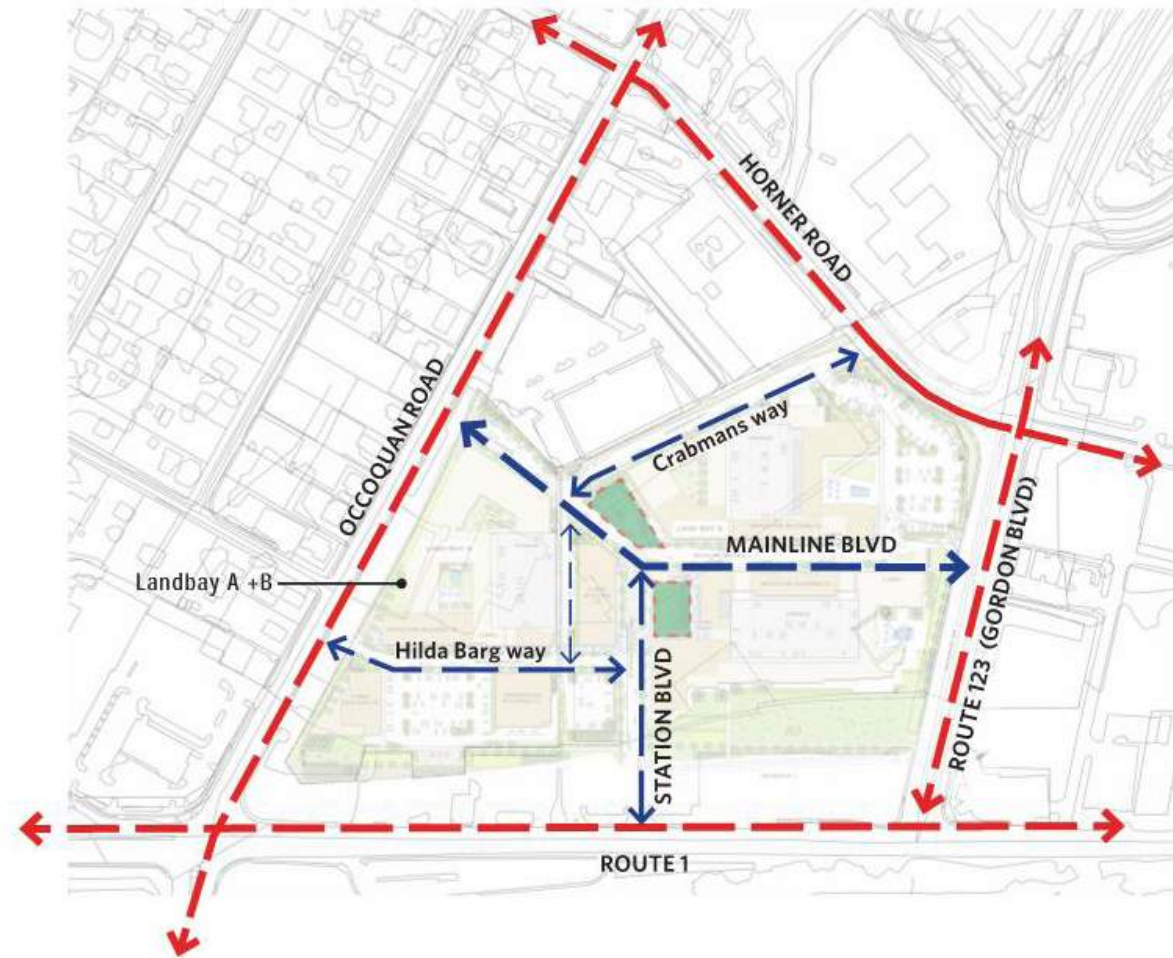 HORNER ROAD
OCCOQUAN ROAD
Crabmans way
MAINLINE BLVD
Landbay A +B
Hilda Barg way
STATION BLVD
ROUTE 123 (GORDON BLVD)
ROUTE 1